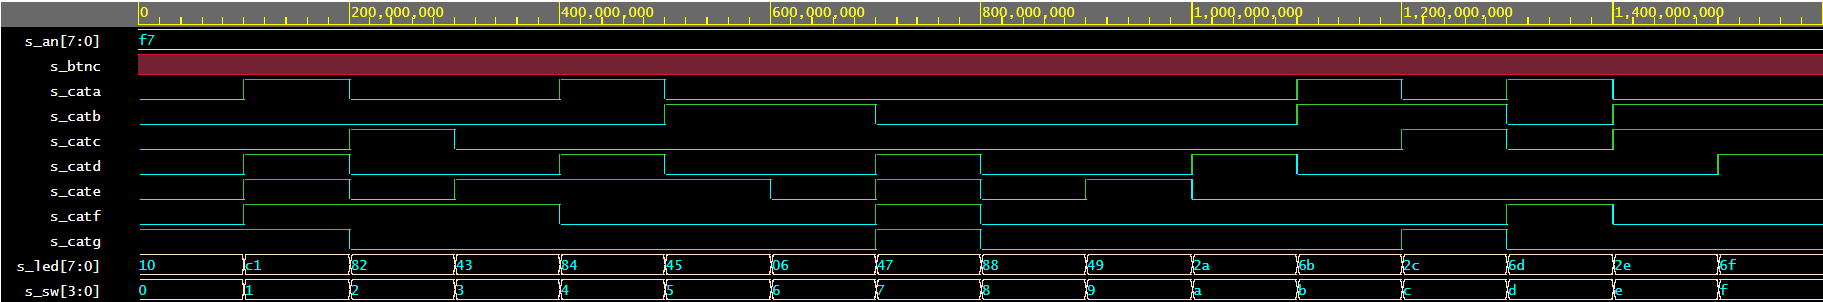 0 200,000,000 400,000,000 600,000,000 800,000,000 1,000,000,000 1,200,000,000 1,400,000,000
s_an[7:0] f7
s_btnc
s_cata
s_catb
s_catc
s_catd
s_cate
s_catf
s_catg
s_led[7:0] 10 c1 82 43 84 45 06 47 88 49 2a 6b 2c 6d 2e 6f
s_sw[3:0] 0 1 2 3 4 5 6 7 8 9 a b c d e f